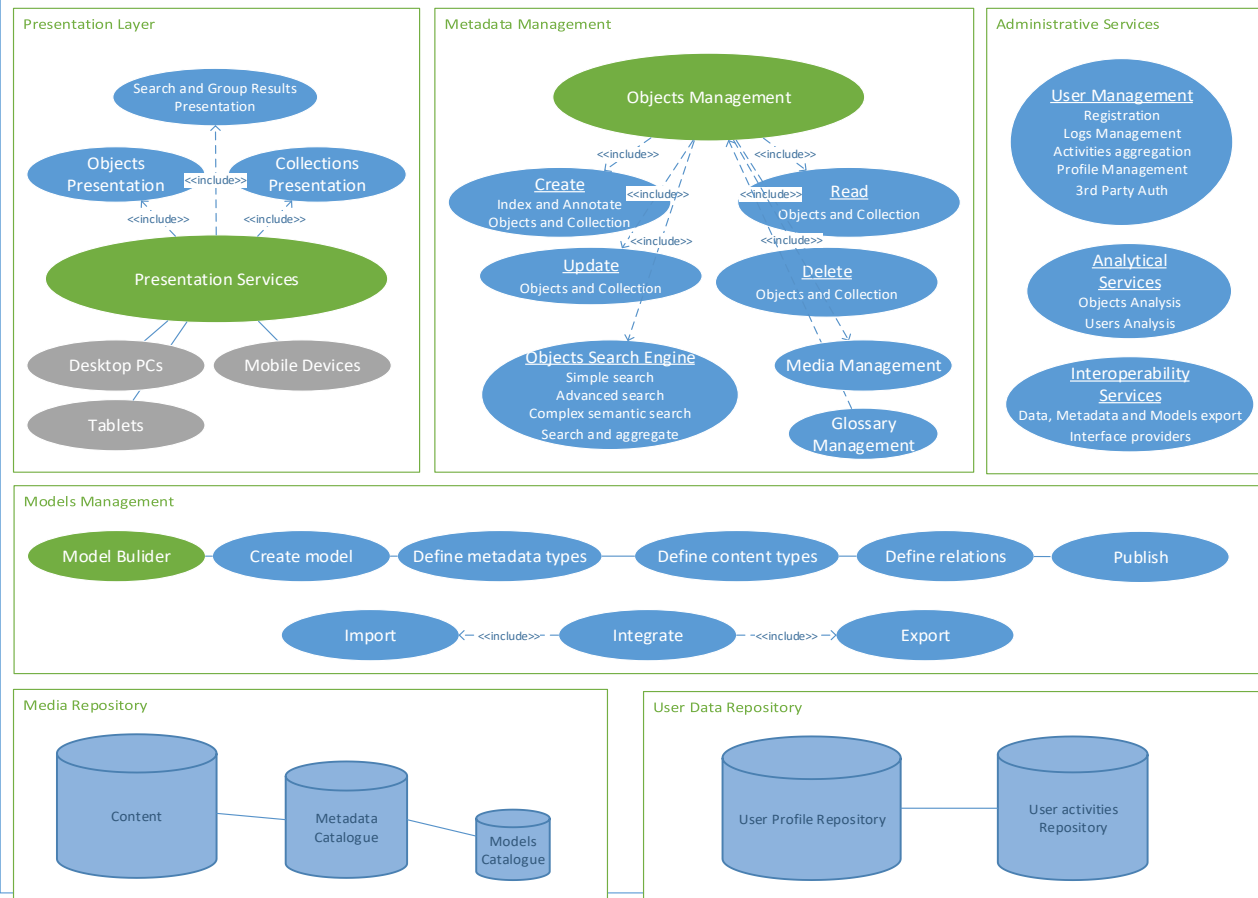 Presentation Layer
Search and Group Results
Presentation
Objects
Presentation
<<include>>
Collections
Presentation
<<include>>
<<include>>
Presentation Services
Desktop PCs
Mobile Devices
Tablets
Metadata Management
Objects Management
<<include>>
<<include>>
Create
Index and Annotate
Objects and Collection
<<include>>
<<include>>
Read
Objects and Collection
<<include>>
<<include>>
Update
Objects and Collection
Delete
Objects and Collection
Objects Search Engine
Simple search
Advanced search
Complex semantic search
Search and aggregate
Media Management
Glossary
Management
Administrative Services
User Management
Registration
Logs Management
Activities aggregation
Profile Management
3rd Party Auth
Analytical
Services
Objects Analysis
Users Analysis
Interoperability
Services
Data, Metadata and Models export
Interface providers
Models Management
Model Bulider
Create model
Define metadata types
Define content types
Define relations
Publish
Import
<<include>>
Integrate
<<include>>
Export
Media Repository
Content
Metadata
Catalogue
Models
Catalogue
User Data Repository
User Profile Repository
User activities
Repository